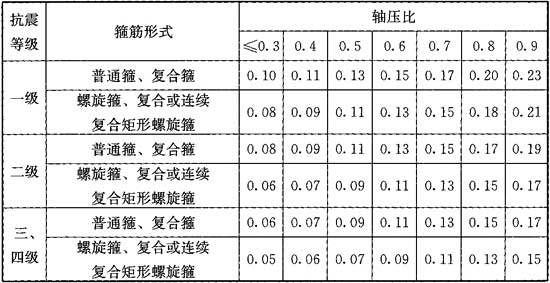 抗震等级 箍筋形式 轴压比
≤0.3 0.4 0.5 0.6 0.7 0.8 0.9
一级 普通箍、复合箍 0.10 0.11 0.13 0.15 0.17 0.20 0.23
螺旋箍、复合或连续复合矩形螺旋箍 0.08 0.09 0.11 0.13 0.15 0.18 0.21
二级 普通箍、复合箍 0.08 0.09 0.11 0.13 0.15 0.17 0.19
螺旋箍、复合或连续复合矩形螺旋箍 0.06 0.07 0.09 0.11 0.13 0.15 0.17
三、四级 普通箍、复合箍 0.06 0.07 0.09 0.11 0.13 0.15 0.17
螺旋箍、复合或连续复合矩形螺旋箍 0.05 0.06 0.07 0.09 0.11 0.13 0.15